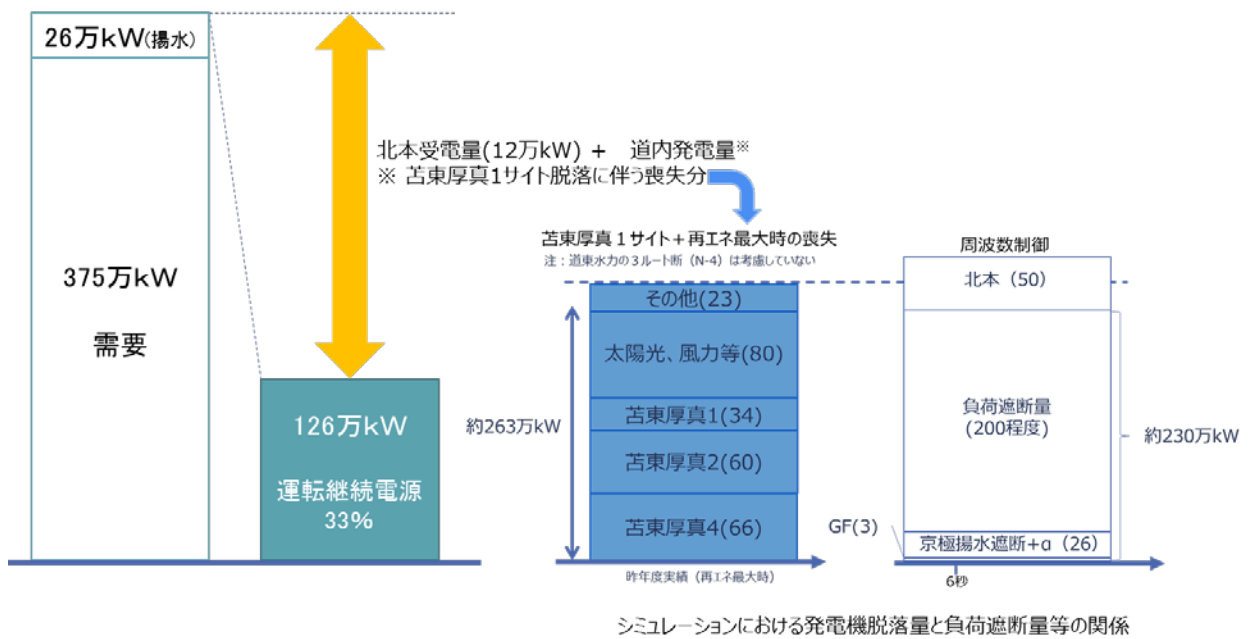 26万kW(揚水)
375万kW
需要
126万kW
運転継続電源
33%
北本受電量(12万kW) + 道内発電量※
※ 苫東厚真1サイト脱落に伴う喪失分
苫東厚真1サイト+再エネ最大時の喪失
注:道東水力の3ルート断(N-4)は考慮していない
約263万kW
その他(23)
太陽光、風力等(80)
苫東厚真1(34)
苫東厚真2(60)
苫東厚真4(66)
昨年度実績(再エネ最大時)
周波数制御
北本(50)
負荷遮断量
(200程度)
約230万kW
GF(3)
京極揚水遮断+α(26)
6秒
シミュレーションにおける発電機脱落量と負荷遮断量等の関係